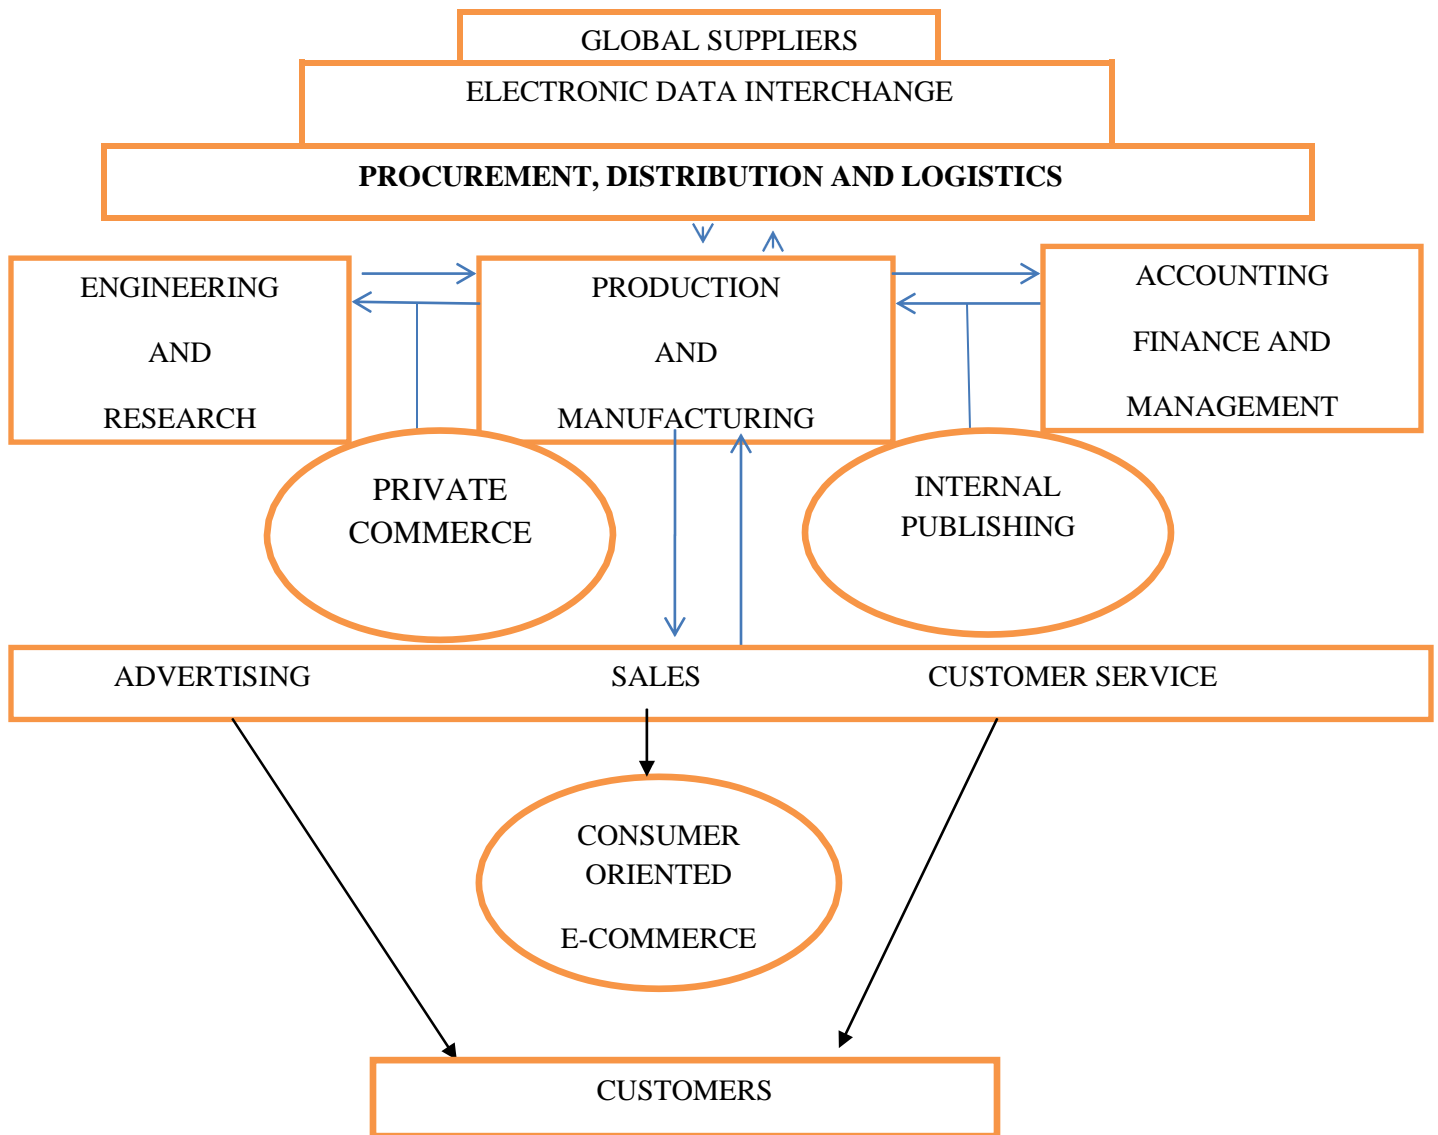 GLOBAL SUPPLIERS
ELECTRONIC DATA INTERCHANGE
PROCUREMENT, DISTRIBUTION AND LOGISTICS
ENGINEERING
AND
RESEARCH
PRODUCTION
AND
MANUFACTURING
ACCOUNTING
FINANCE AND
MANAGEMENT
PRIVATE
COMMERCE
INTERNAL
PUBLISHING
ADVERTISING SALES CUSTOMER SERVICE
CONSUMER
ORIENTED
E-COMMERCE
CUSTOMERS